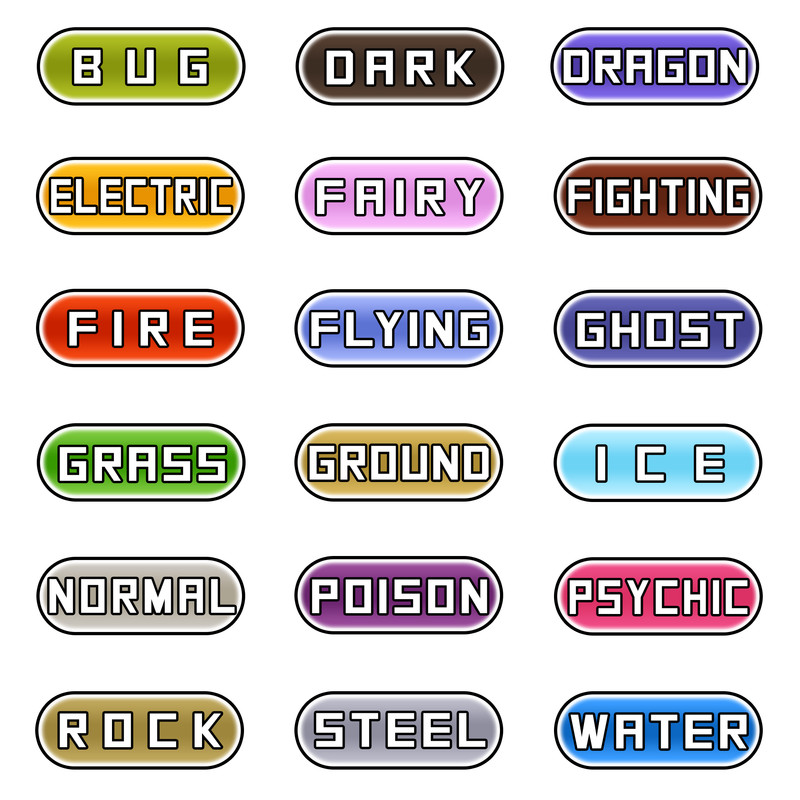 BUG DARK DRAGON
ELECTRIC FAIRY FIGHTING
FIRE FLYING GHOST
GRASS GROUND ICE
NORMAL POISON PSYCHIC
ROCK STEEL WATER